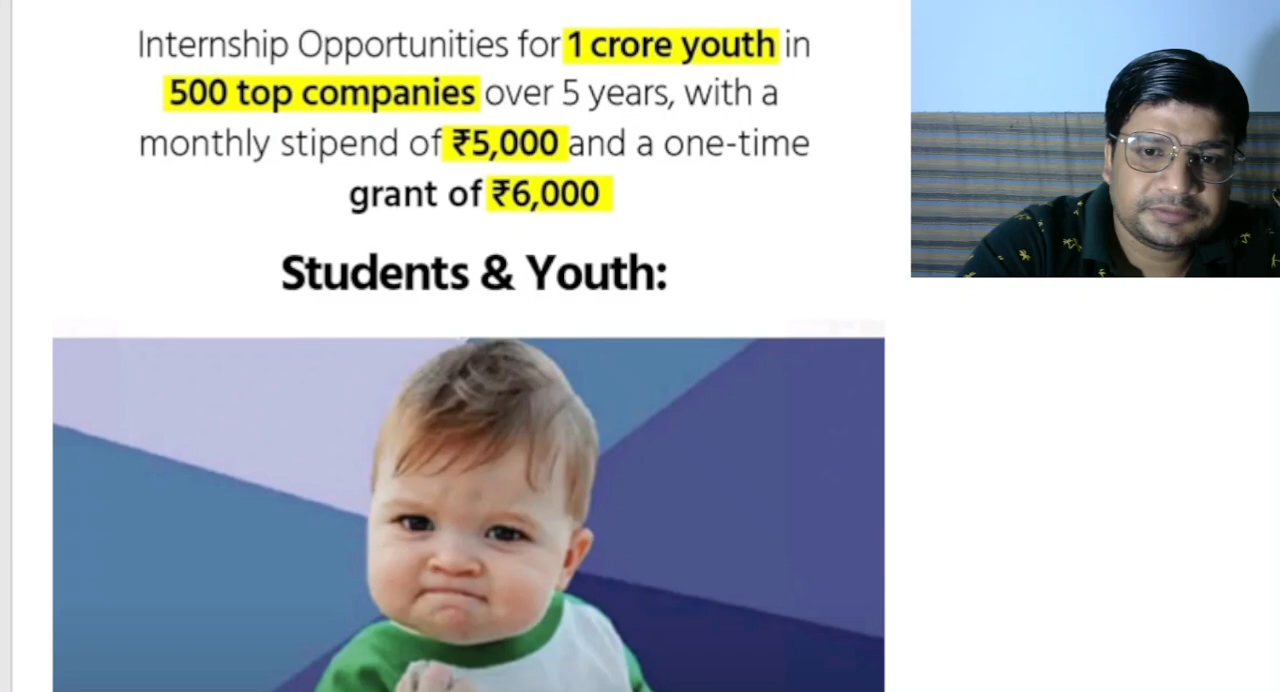 Internship Opportunities for 1 crore youth in
500 top companies over 5 years, with a
monthly stipend of ₹5,000 and a one-time
grant of ₹6,000
Students & Youth: